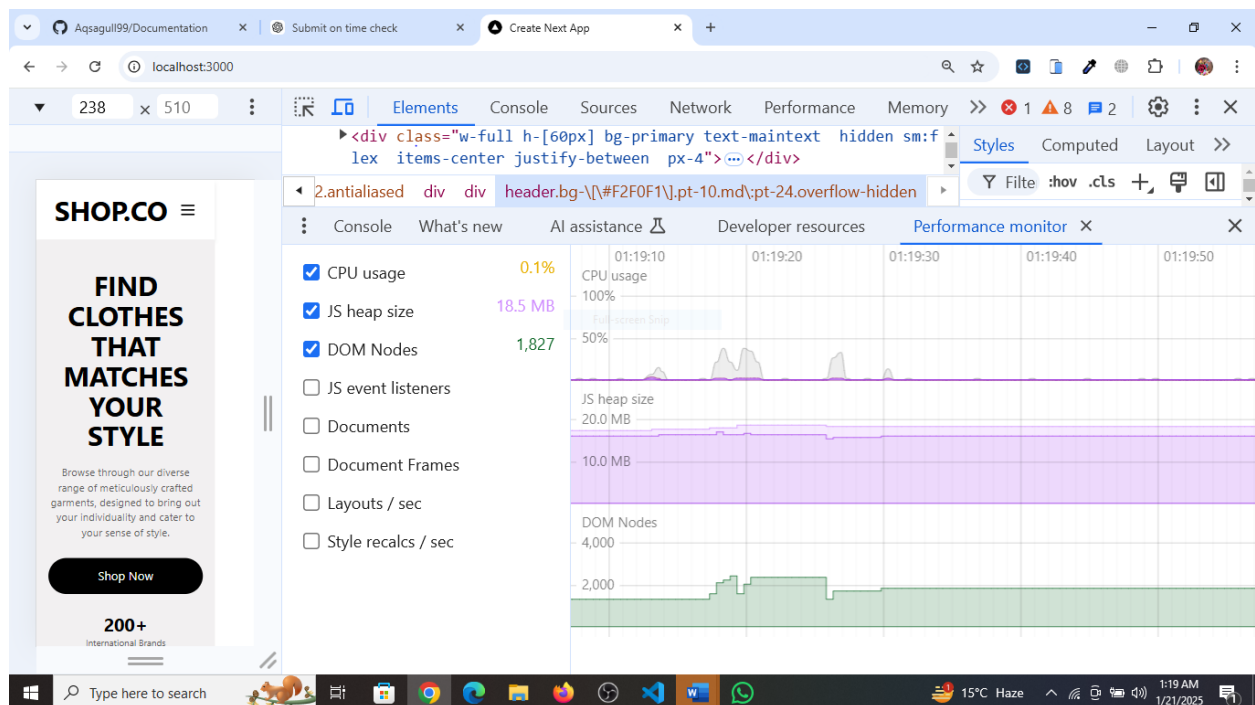 Aqsagull99/Documentation
Submit on time check
Create Next App
localhost:3000
238 x 510
Elements Console Sources Network Performance Memory 1 8 2
<div class="w-full h-[60px] bg-primary text-maintext hidden sm:f
lex items-center justify-between px-4"> </div>
Styles Computed Layout
Filte :hov .cls
2.antialiased div div header.bg-\[\#F2F0F1\].pt-10.md\:pt-24.overflow-hidden
Console What's new AI assistance Developer resources Performance monitor
SHOP.CO
FIND
CLOTHES
THAT
MATCHES
YOUR
STYLE
Browse through our diverse
range of meticulously crafted
garments, designed to bring out
your individuality and cater to
your sense of style.
Shop Now
200+
International Brands
CPU usage 0.1%
JS heap size 18.5 MB
DOM Nodes 1,827
JS event listeners
Documents
Document Frames
Layouts / sec
Style recalcs / sec
01:19:10 01:19:20 01:19:30 01:19:40 01:19:50
CPU usage
100%
Full-screen Snip
50%
JS heap size
20.0 MB
10.0 MB
DOM Nodes
4,000
2,000
Type here to search
15°C Haze
1:19 AM
1/21/2025
1